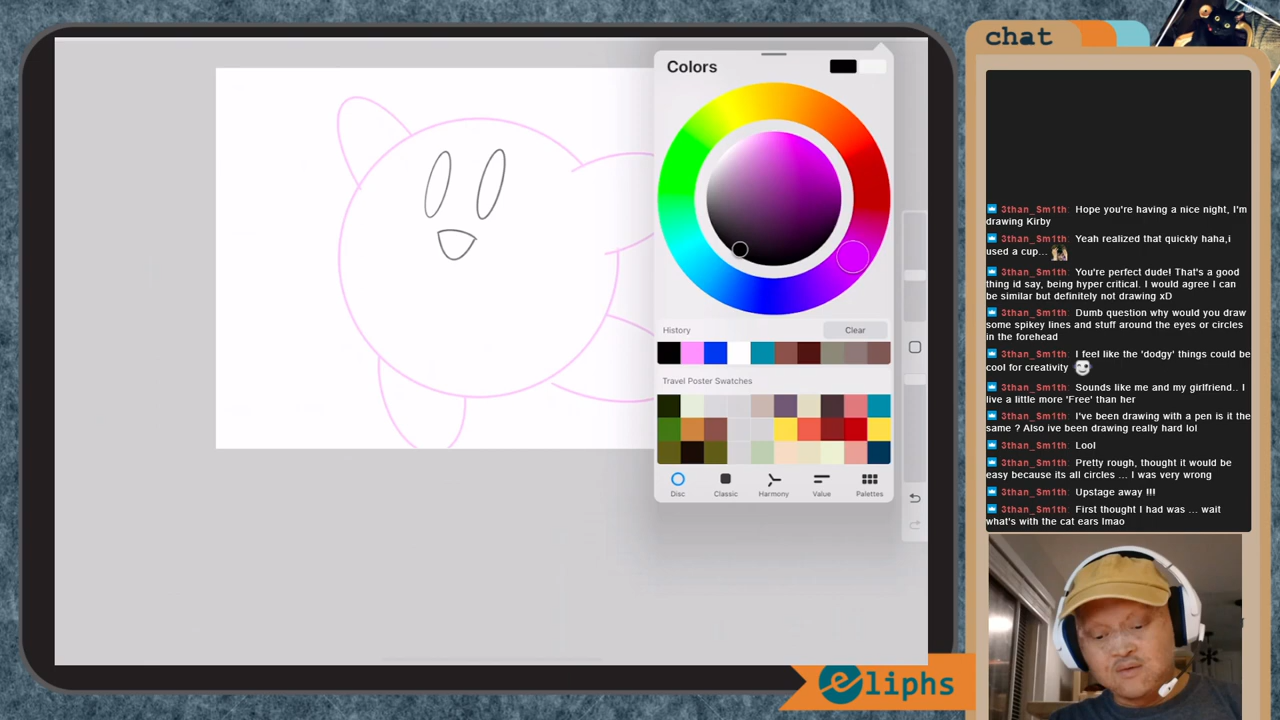 Colors
History
Clear
Travel Poster Swatches
Disc
Classic
Harmony
Value
Palettes
chat
3than_Sm1th: Hope you're having a nice night, I'm
drawing Kirby
3than_Sm1th: Yeah realized that quickly haha,i
used a cup...
3than_Sm1th: You're perfect dude! That's a good
thing id say, being hyper critical. I would agree I can
be similar but definitely not drawing xD
3than_Sm1th: Dumb question why would you draw
some spikey lines and stuff around the eyes or circles
in the forehead
3than_Sm1th: I feel like the 'dodgy' things could be
cool for creativity
3than_Sm1th: Sounds like me and my girlfriend.. I
live a little more 'Free' than her
3than_Sm1th: I've been drawing with a pen is it the
same ? Also ive been drawing really hard lol
3than_Sm1th: Lool
3than_Sm1th: Pretty rough, thought it would be
easy because its all circles ... I was very wrong
3than_Sm1th: Upstage away !!!
3than_Sm1th: First thought I had was ... wait
what's with the cat ears lmao
eliphs